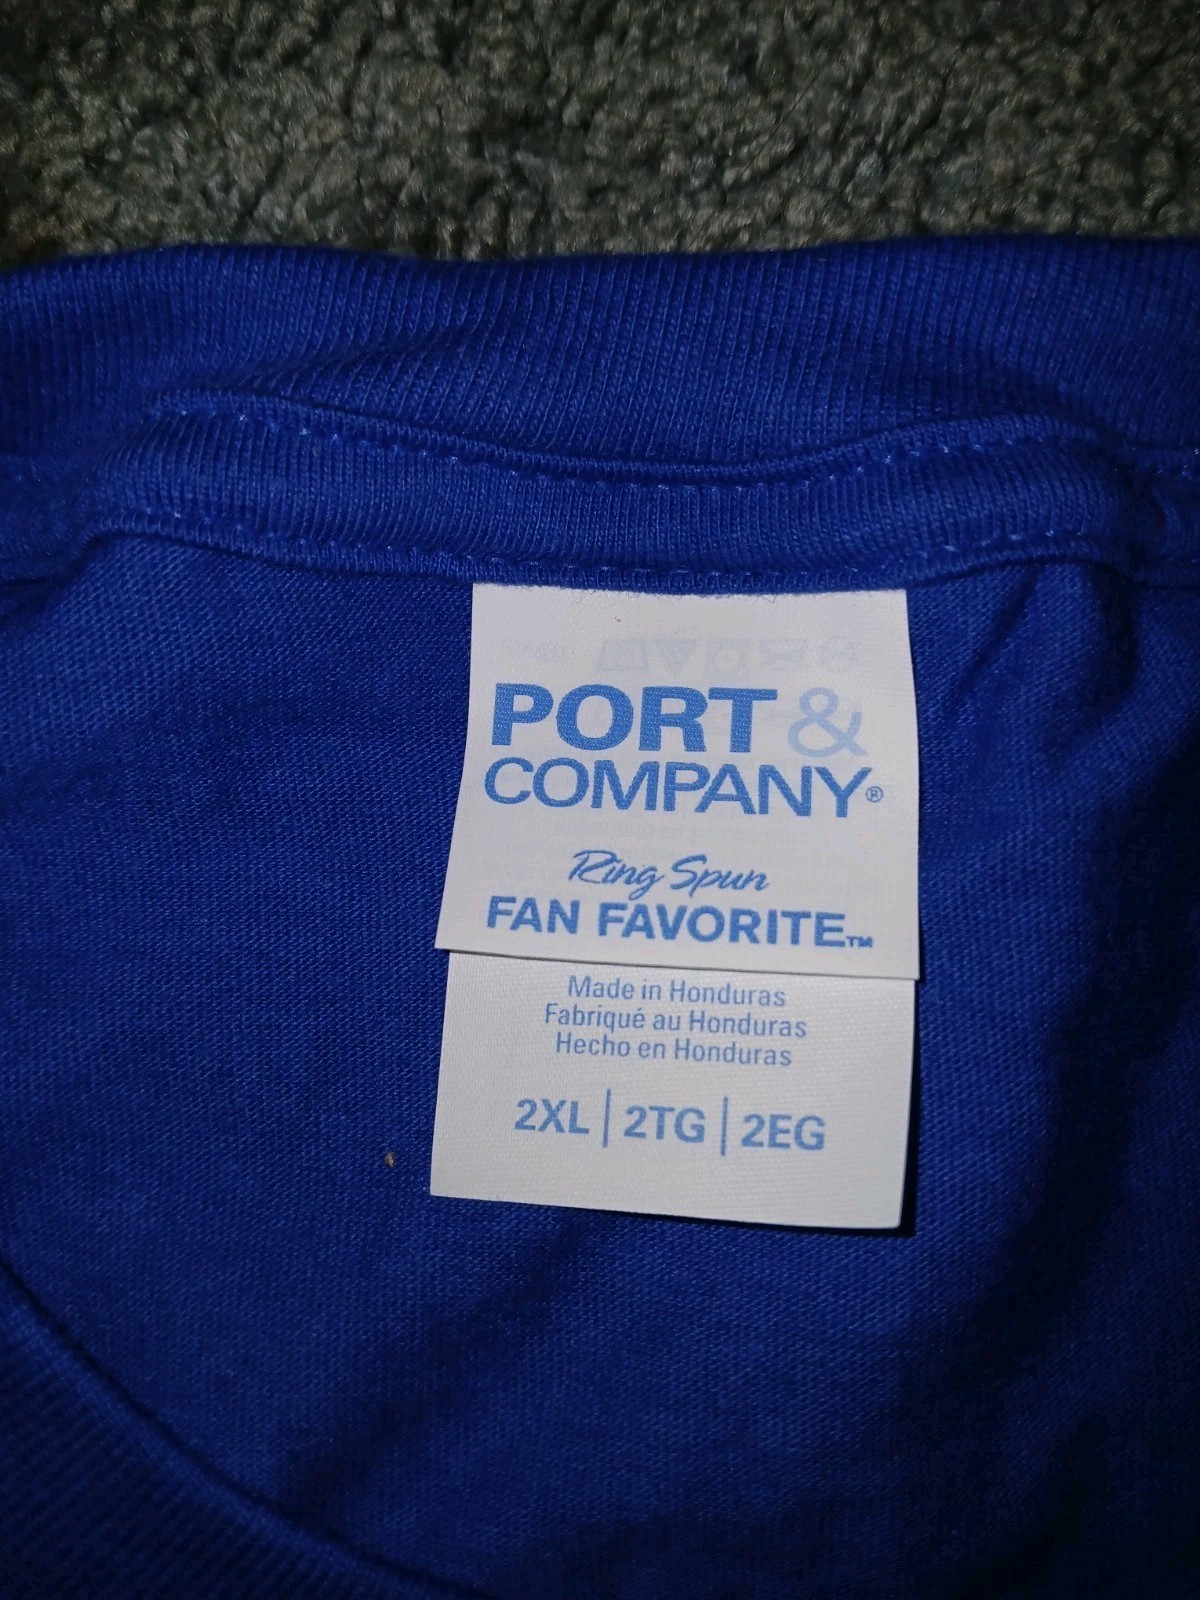 PORT &
COMPANY®
Ring Spun
FAN FAVORITE™
Made in Honduras
Fabriqué au Honduras
Hecho en Honduras
2XL | 2TG | 2EG